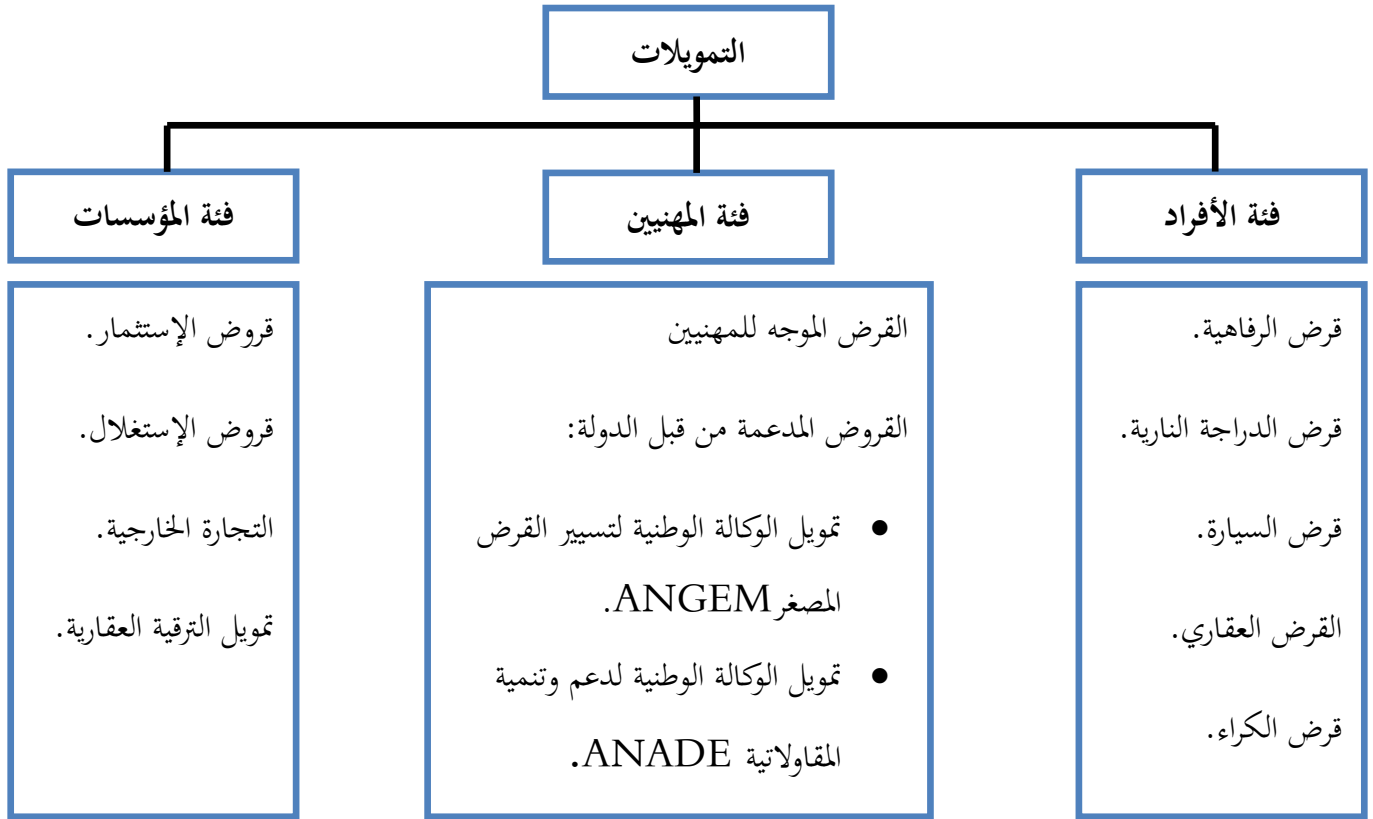 التمويلات
فئة الأفراد
فئة المهنيين
فئة المؤسسات
قرض الرفاهية.
قرض الدراجة النارية.
قرض السيارة.
القرض العقاري.
قرض الكراء.
القرض الموجه للمهنيين
القروض المدعمة من قبل الدولة:
● تمويل الوكالة الوطنية لتسيير القرض
المصغر ANGEM.
● تمويل الوكالة الوطنية لدعم وتنمية
المقاولاتية ANADE.
قروض الإستثمار.
قروض الإستغلال.
التجارة الخارجية.
تمويل الترقية العقارية.